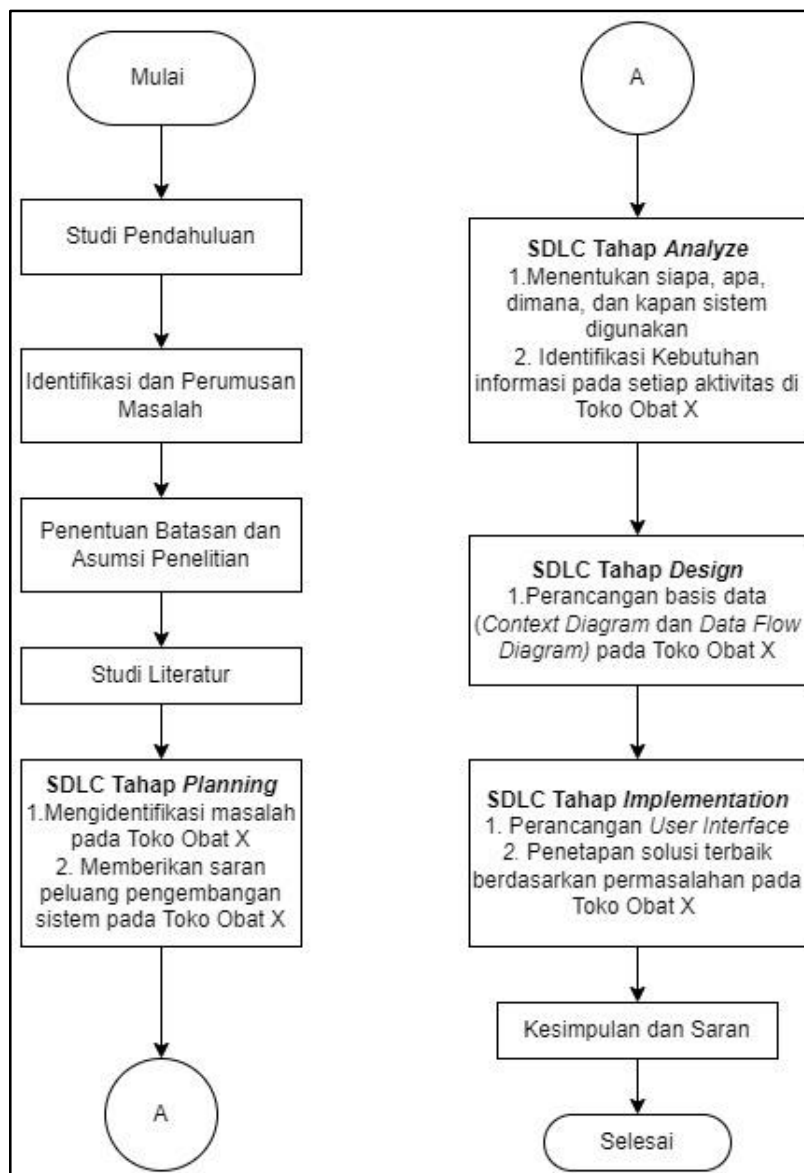 Mulai
Studi Pendahuluan
Identifikasi dan Perumusan
Masalah
Penentuan Batasan dan
Asumsi Penelitian
Studi Literatur
SDLC Tahap Planning
1.Mengidentifikasi masalah
pada Toko Obat X
2. Memberikan saran
peluang pengembangan
sistem pada Toko Obat X
A
A
SDLC Tahap Analyze
1.Menentukan siapa, apa,
dimana, dan kapan sistem
digunakan
2. Identifikasi Kebutuhan
informasi pada setiap aktivitas di
Toko Obat X
SDLC Tahap Design
1.Perancangan basis data
(Context Diagram dan Data Flow
Diagram) pada Toko Obat X
SDLC Tahap Implementation
1. Perancangan User Interface
2. Penetapan solusi terbaik
berdasarkan permasalahan pada
Toko Obat X
Kesimpulan dan Saran
Selesai